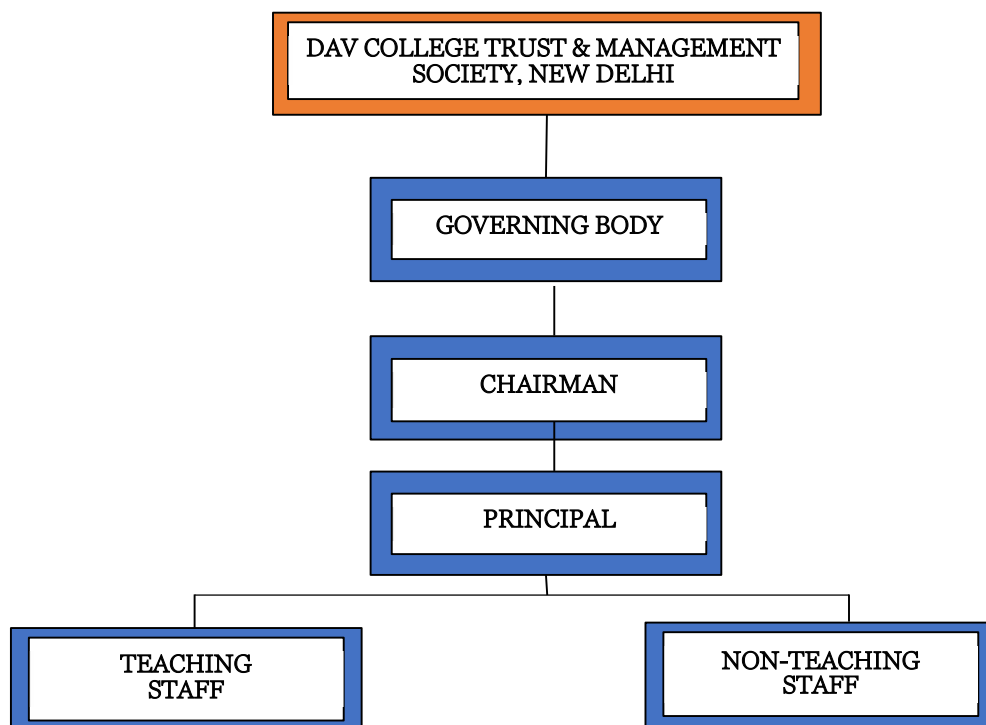 DAV COLLEGE TRUST & MANAGEMENT
SOCIETY, NEW DELHI
GOVERNING BODY
CHAIRMAN
PRINCIPAL
TEACHING
STAFF
NON-TEACHING
STAFF